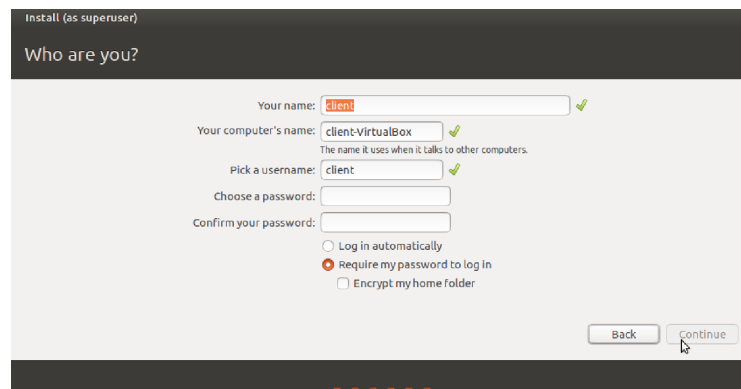 Install (as superuser)
Who are you?
Your name: client
Your computer's name: client-VirtualBox
The name it uses when it talks to other computers.
Pick a username: client
Choose a password:
Confirm your password:
Log in automatically
Require my password to log in
Encrypt my home folder
Back Continue